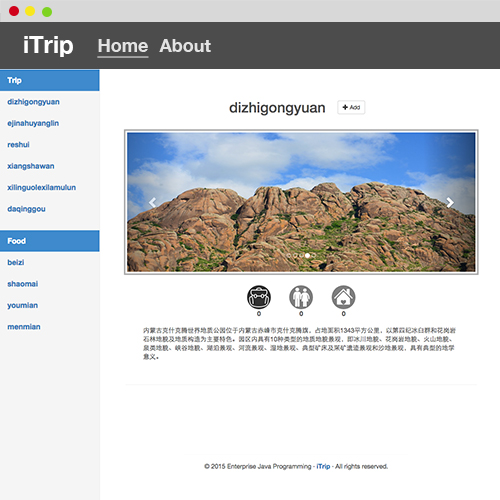 iTrip Home About
Trip
dizhigongyuan
ejinahuyanglin
reshui
xiangshawan
xilinguolexilamulun
daqinggou
Food
beizi
shaomai
youmian
menmian
dizhigongyuan + Add
0 0 0
内蒙古克什克腾世界地质公园位于内蒙古赤峰市克什克腾旗，占地面积1343平方公里，以第四纪冰臼群和花岗岩
石林地貌及地质构造为主要特色。园区内具有10种类型的地质地貌景观，即冰川地貌、花岗岩地貌、火山地貌、
泉类地貌、峡谷地貌、湖泊景观、河流景观、湿地景观、典型矿床及采矿遗迹景观和沙地景观，具有典型的地学
意义。
© 2015 Enterprise Java Programming · iTrip · All rights reserved.